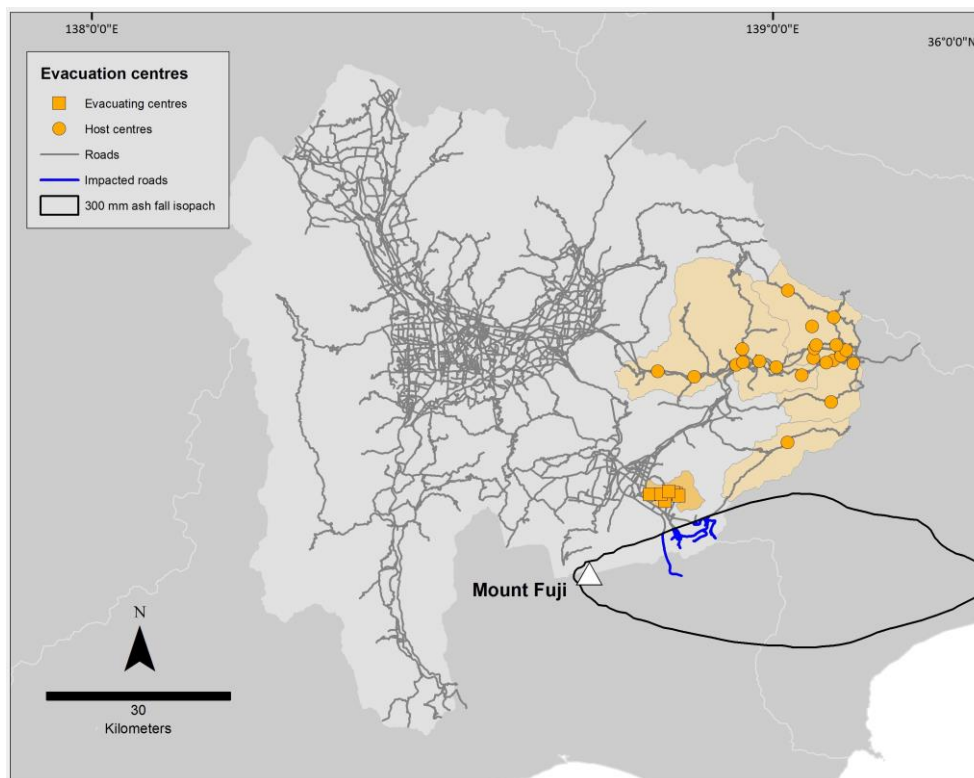 138°0'0"E
139°0'0"E
36°0'0"N
Evacuation centres
Evacuating centres
Host centres
Roads
Impacted roads
300 mm ash fall isopach
Mount Fuji
N
30
Kilometers